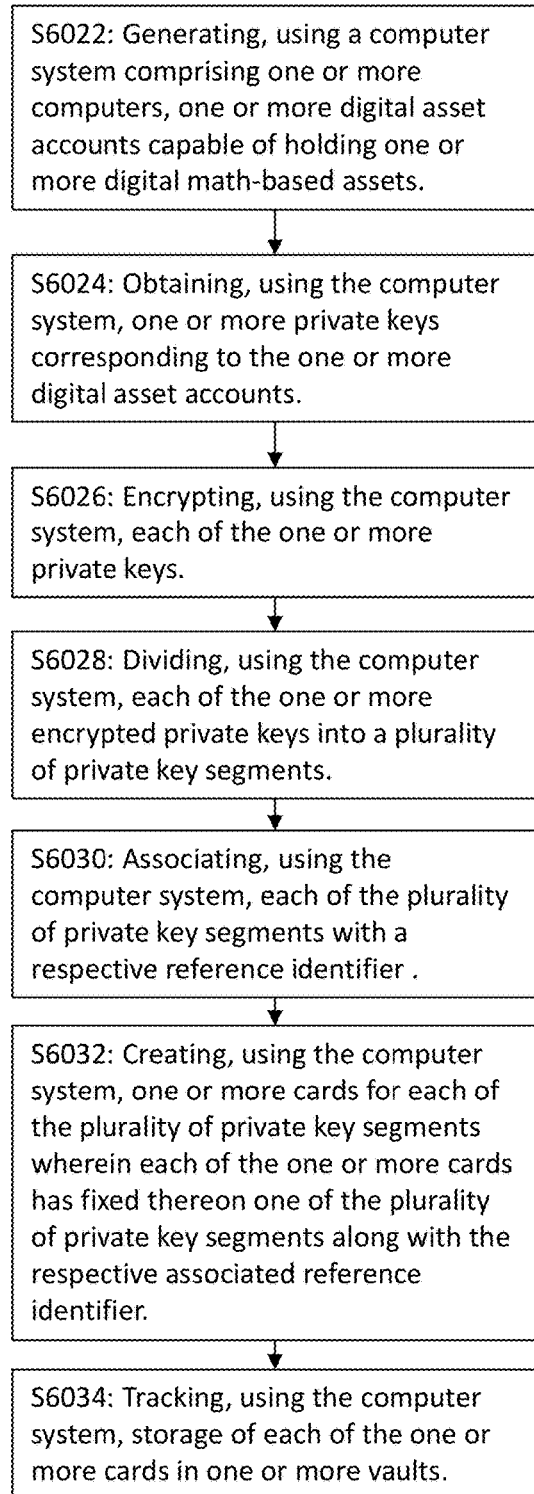 S6022: Generating, using a computer
system comprising one or more
computers, one or more digital asset
accounts capable of holding one or
more digital math-based assets.
S6024: Obtaining, using the computer
system, one or more private keys
corresponding to the one or more
digital asset accounts.
S6026: Encrypting, using the computer
system, each of the one or more
private keys.
S6028: Dividing, using the computer
system, each of the one or more
encrypted private keys into a plurality
of private key segments.
S6030: Associating, using the
computer system, each of the plurality
of private key segments with a
respective reference identifier .
S6032: Creating, using the computer
system, one or more cards for each of
the plurality of private key segments
wherein each of the one or more cards
has fixed thereon one of the plurality
of private key segments along with the
respective associated reference
identifier.
S6034: Tracking, using the computer
system, storage of each of the one or
more cards in one or more vaults.